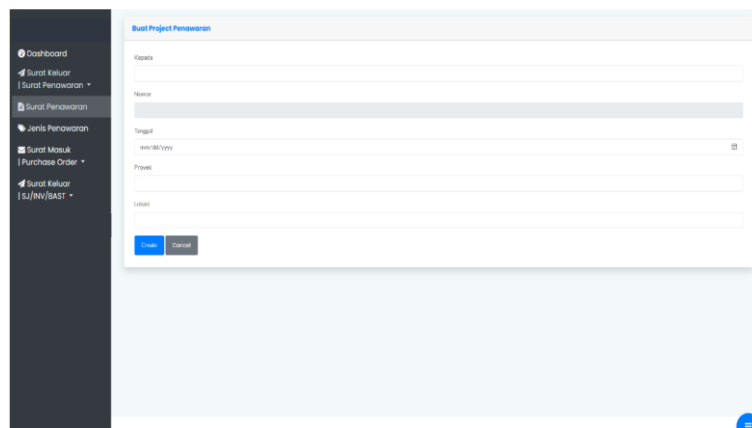 Buat Project Penawaran
Dashboard
Surat Keluar
| Surat Penawaran
Surat Penawaran
Jenis Penawaran
Surat Masuk
| Purchase Order
Surat Keluar
| SJ/INV/BAST
Kepada
Nomor
Tanggal
mm/dd/yyyy
Proyek
Lokasi
Create
Cancel